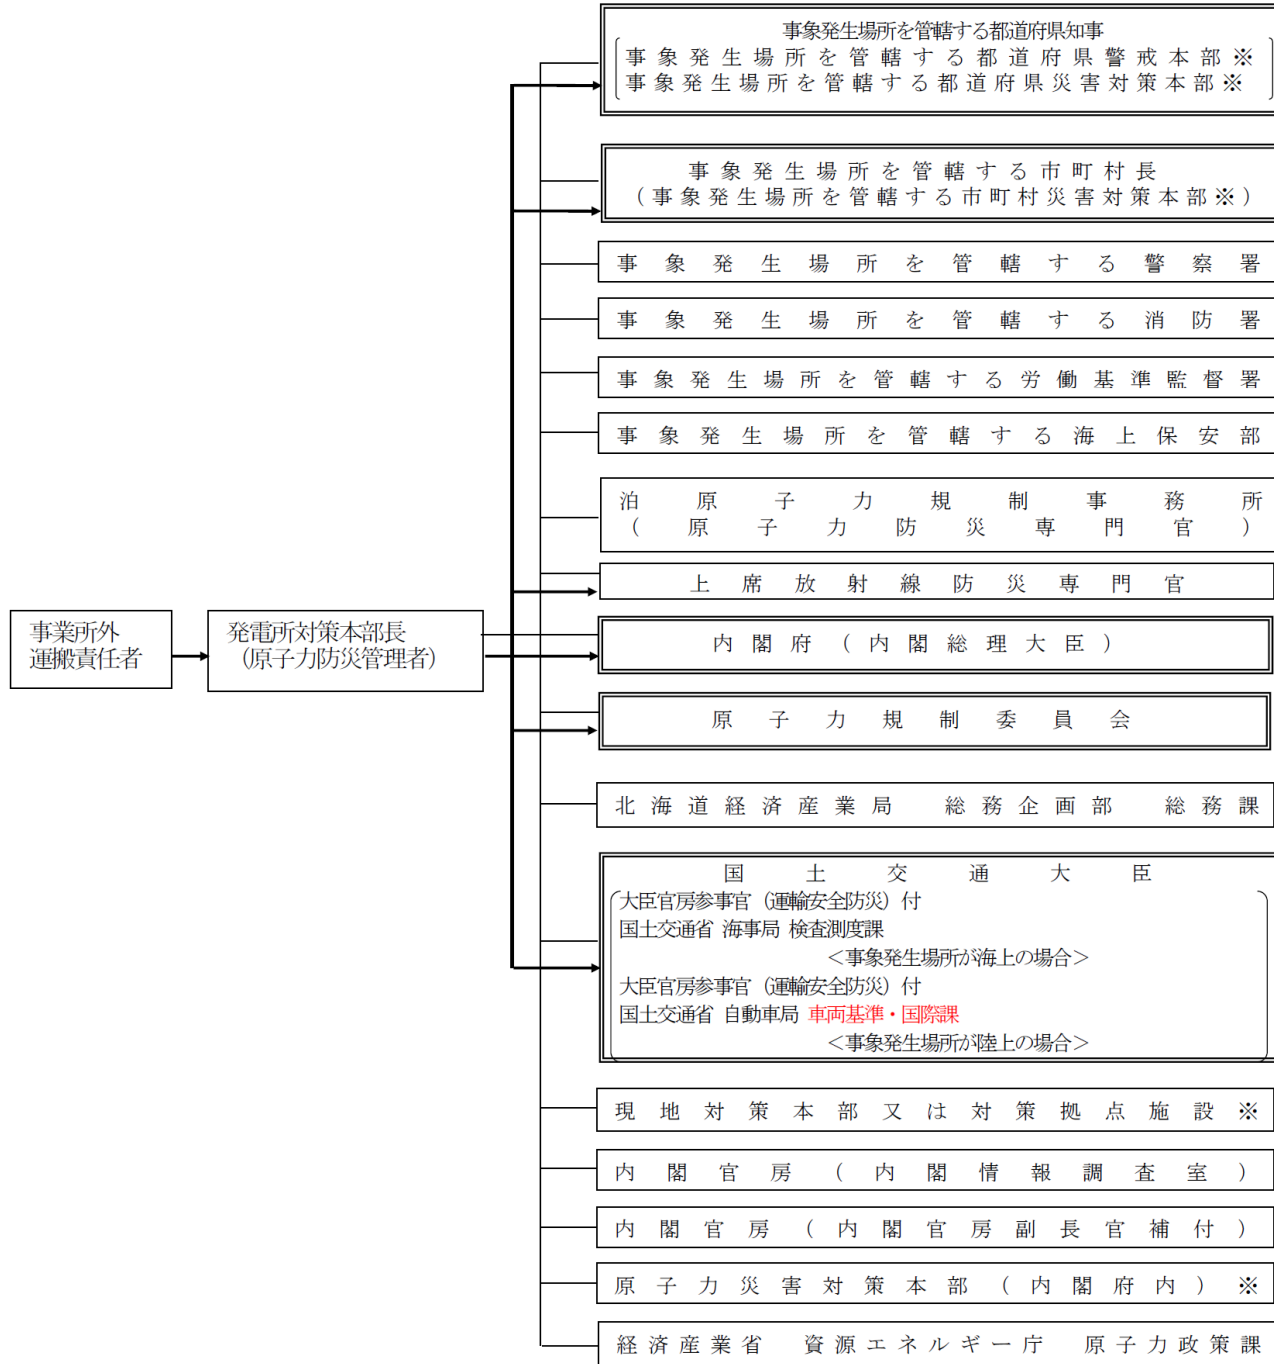 事象発生場所を管轄する都道府県知事
事象発生場所を管轄する都道府県警戒本部※
事象発生場所を管轄する都道府県災害対策本部※
事象発生場所を管轄する市町村長
（事象発生場所を管轄する市町村災害対策本部※）
事象発生場所を管轄する警察署
事象発生場所を管轄する消防署
事象発生場所を管轄する労働基準監督署
事象発生場所を管轄する海上保安部
泊原子力規制事務所
（原子力防災専門官）
上席放射線防災専門官
事業所外
運搬責任者
発電所対策本部長
（原子力防災管理者）
内閣府（内閣総理大臣）
原子力規制委員会
北海道経済産業局　総務企画部　総務課
国土交通大臣
大臣官房参事官（運輸安全防災）付
国土交通省 海事局 検査測度課
＜事象発生場所が海上の場合＞
大臣官房参事官（運輸安全防災）付
国土交通省 自動車局 車両基準・国際課
＜事象発生場所が陸上の場合＞
現地対策本部又は対策拠点施設※
内閣官房（内閣情報調査室）
内閣官房（内閣官房副長官補付）
原子力災害対策本部（内閣府内）※
経済産業省　資源エネルギー庁　原子力政策課